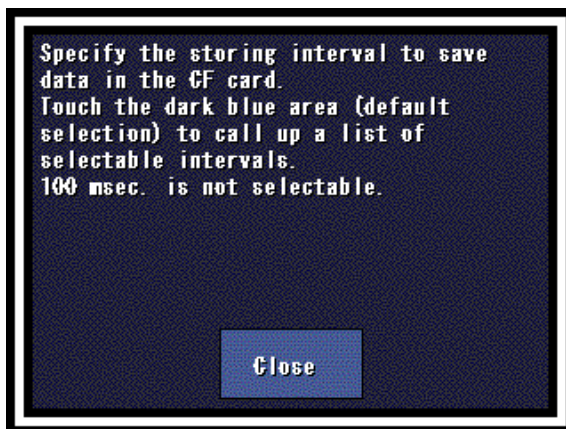 Specify the storing interval to save
data in the CF card.
Touch the dark blue area (default
selection) to call up a list of
selectable intervals.
100 msec. is not selectable.
Close